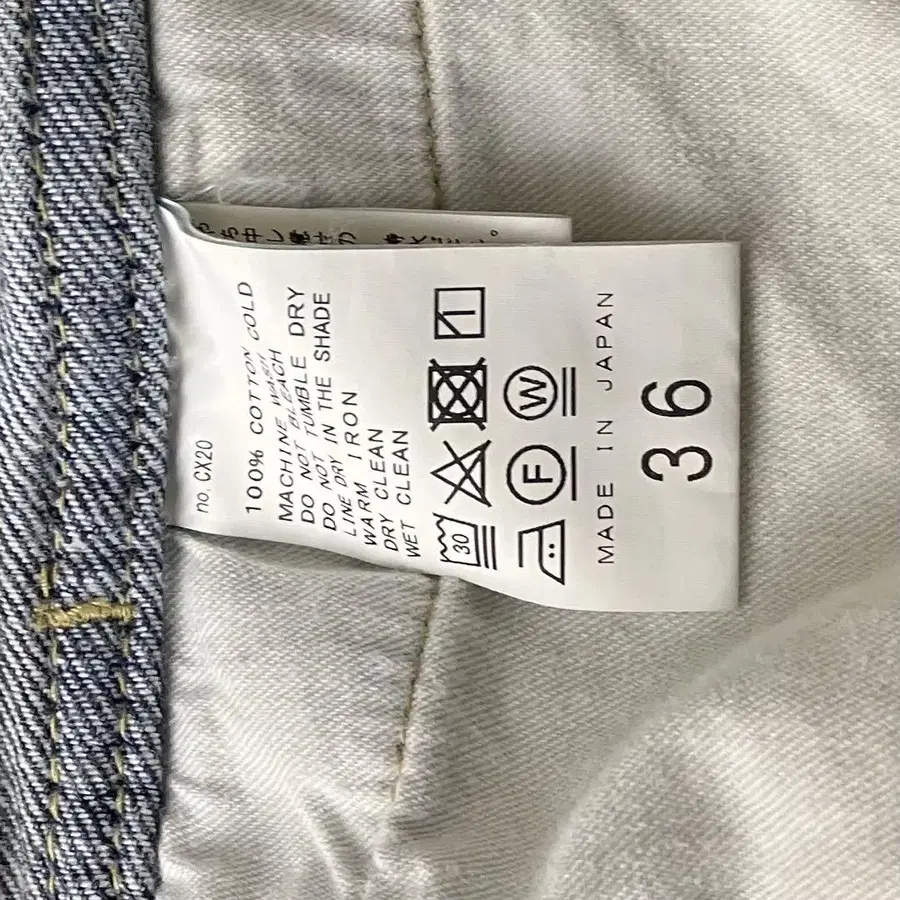 no. CX20
100% COTTON
MACHINE WASH COLD
DO NOT BLEACH
DO NOT TUMBLE DRY
LINE DRY IN THE SHADE
WARM IRON
DRY CLEAN
WET CLEAN
30
F W
MADE IN JAPAN
36